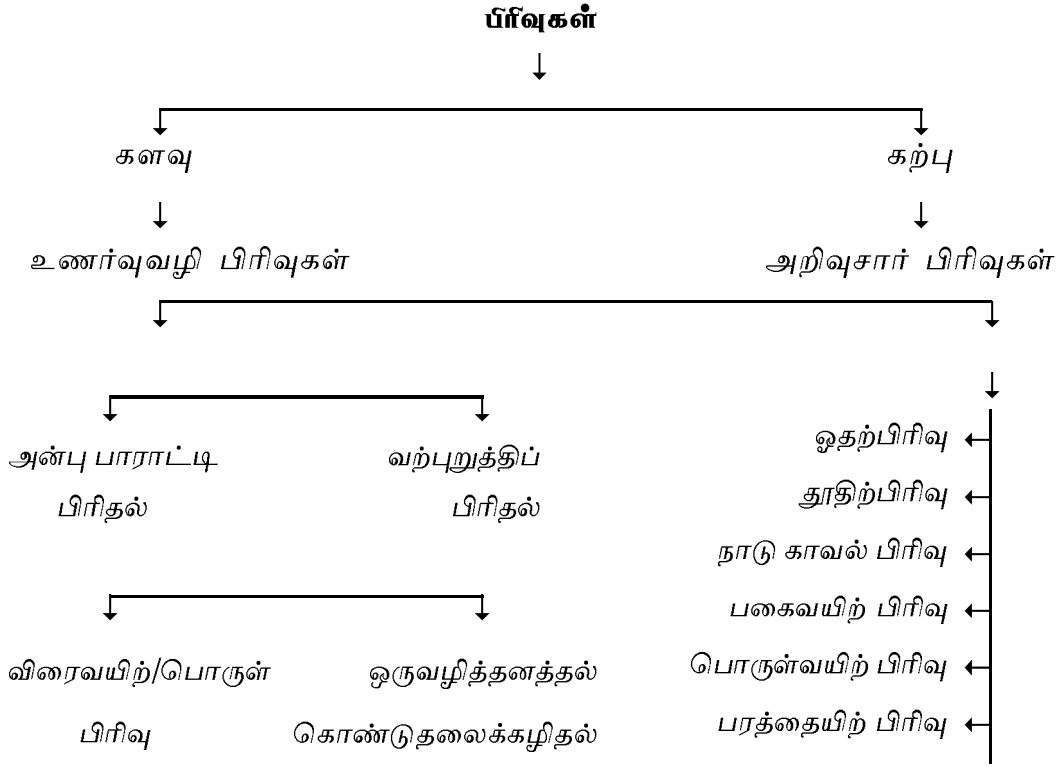 பிரிவுகள்
களவு
கற்பு
உணர்வுவழி பிரிவுகள்
அறிவுசார் பிரிவுகள்
அன்பு பாராட்டி
பிரிதல்
வற்புறுத்திப்
பிரிதல்
விரைவயிற்/பொருள்
பிரிவு
ஒருவழித்தனத்தல்
கொண்டுதலைக்கழிதல்
ஓதற்பிரிவு
தூதிற்பிரிவு
நாடு காவல் பிரிவு
பகைவயிற் பிரிவு
பொருள்வயிற் பிரிவு
பரத்தையிற் பிரிவு